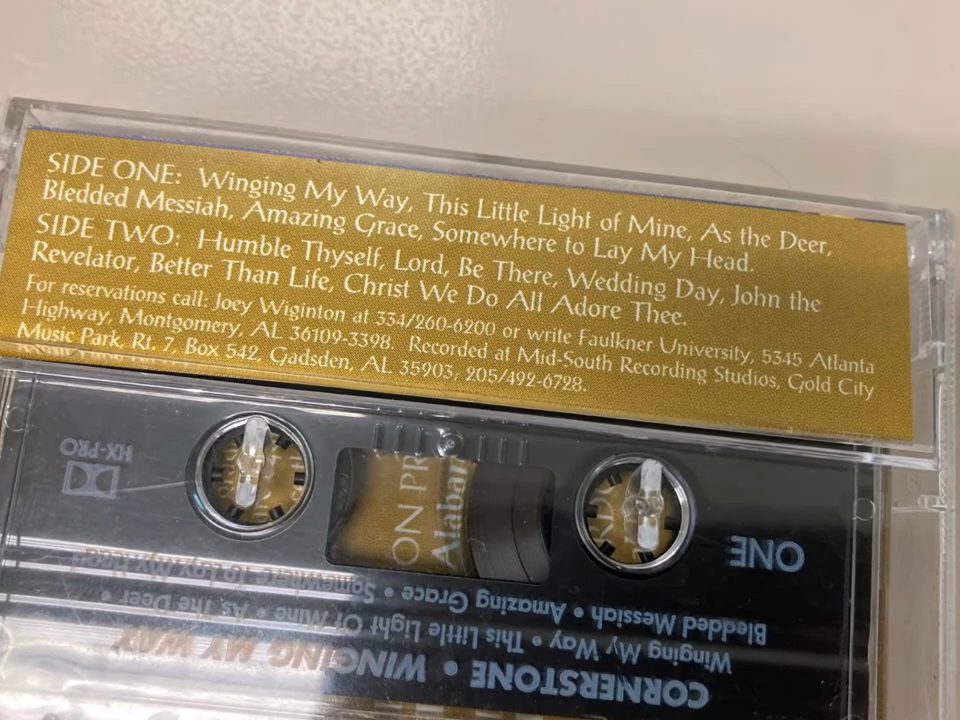 SIDE ONE: Winging My Way, This Little Light of Mine, As the Deer,
Bledded Messiah, Amazing Grace, Somewhere to Lay My Head.
SIDE TWO: Humble Thyself, Lord, Be There, Wedding Day, John the
Revelator, Better Than Life, Christ We Do All Adore Thee.
For reservations call: Joey Wiginton at 334/260-6200 or write Faulkner University, 5345 Atlanta
Highway, Montgomery, AL 36109-3398. Recorded at Mid-South Recording Studios, Gold City
Music Park, Rt. 7, Box 542, Gadsden, AL 35903; 205/492-6728.
CORNERSTONE • WINGING MY WAY
Winging My Way • This Little Light Of Mine • As The Deer •
Bledded Messiah • Amazing Grace • Somewhere To Lay My Head
ONE
HX-PRO
ON PR
Alabam